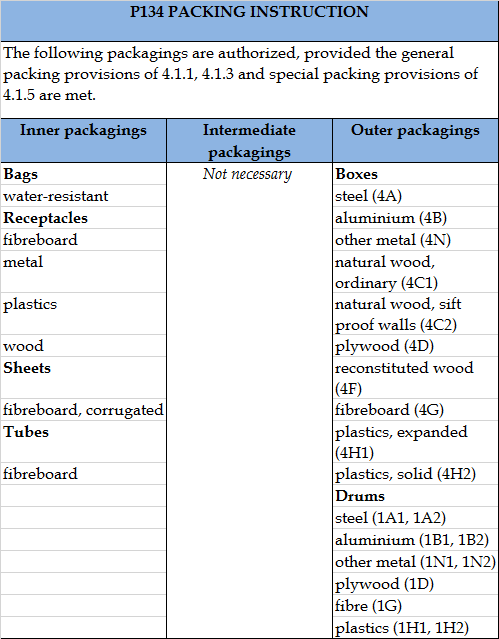 P134 PACKING INSTRUCTION
The following packagings are authorized, provided the general
packing provisions of 4.1.1, 4.1.3 and special packing provisions of
4.1.5 are met.
Inner packagings
Intermediate
packagings
Outer packagings
Bags
Not necessary
Boxes
water-resistant
steel (4A)
Receptacles
aluminium (4B)
fibreboard
other metal (4N)
metal
natural wood,
ordinary (4C1)
plastics
natural wood, sift
proof walls (4C2)
wood
plywood (4D)
Sheets
reconstituted wood
(4F)
fibreboard, corrugated
fibreboard (4G)
Tubes
plastics, expanded
(4H1)
fibreboard
plastics, solid (4H2)
Drums
steel (1A1, 1A2)
aluminium (1B1, 1B2)
other metal (1N1, 1N2)
plywood (1D)
fibre (1G)
plastics (1H1, 1H2)